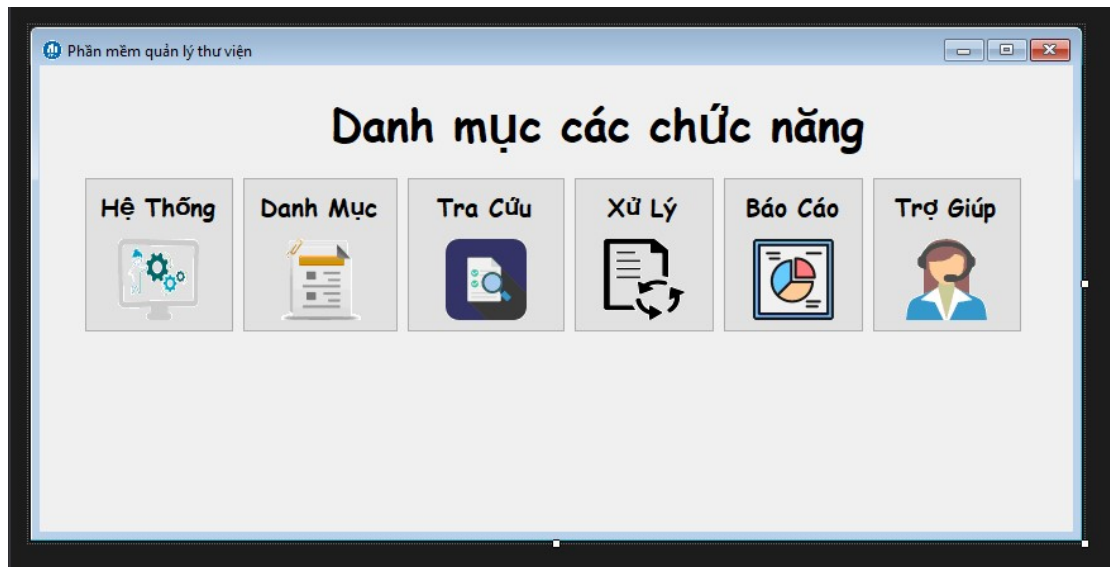 Phần mềm quản lý thư viện
Danh mục các chức năng
Hệ Thống
Danh Mục
Tra Cứu
Xử Lý
Báo Cáo
Trợ Giúp